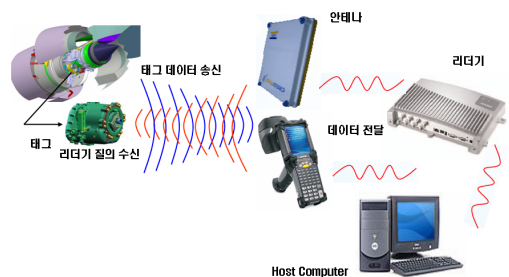 안테나
태그 데이터 송신
리더기
태그
리더기 질의 수신
데이터 전달
Host Computer